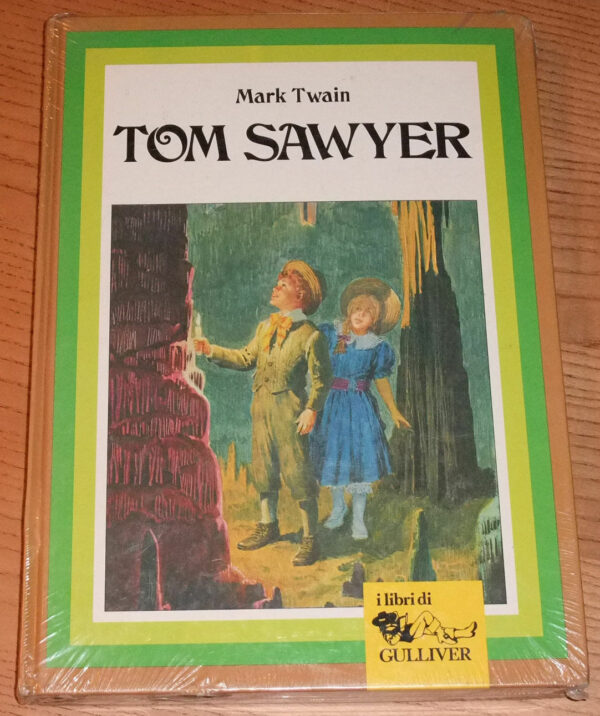 Mark Twain
TOM SAWYER
i libri di
GULLIVER